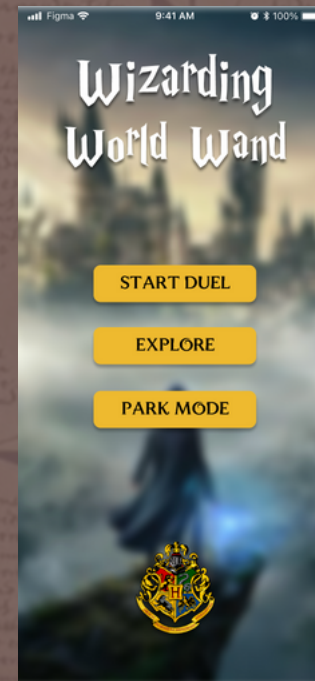 Figma 9:41 AM 100%
Wizarding
World Wand
START DUEL
EXPLORE
PARK MODE
H